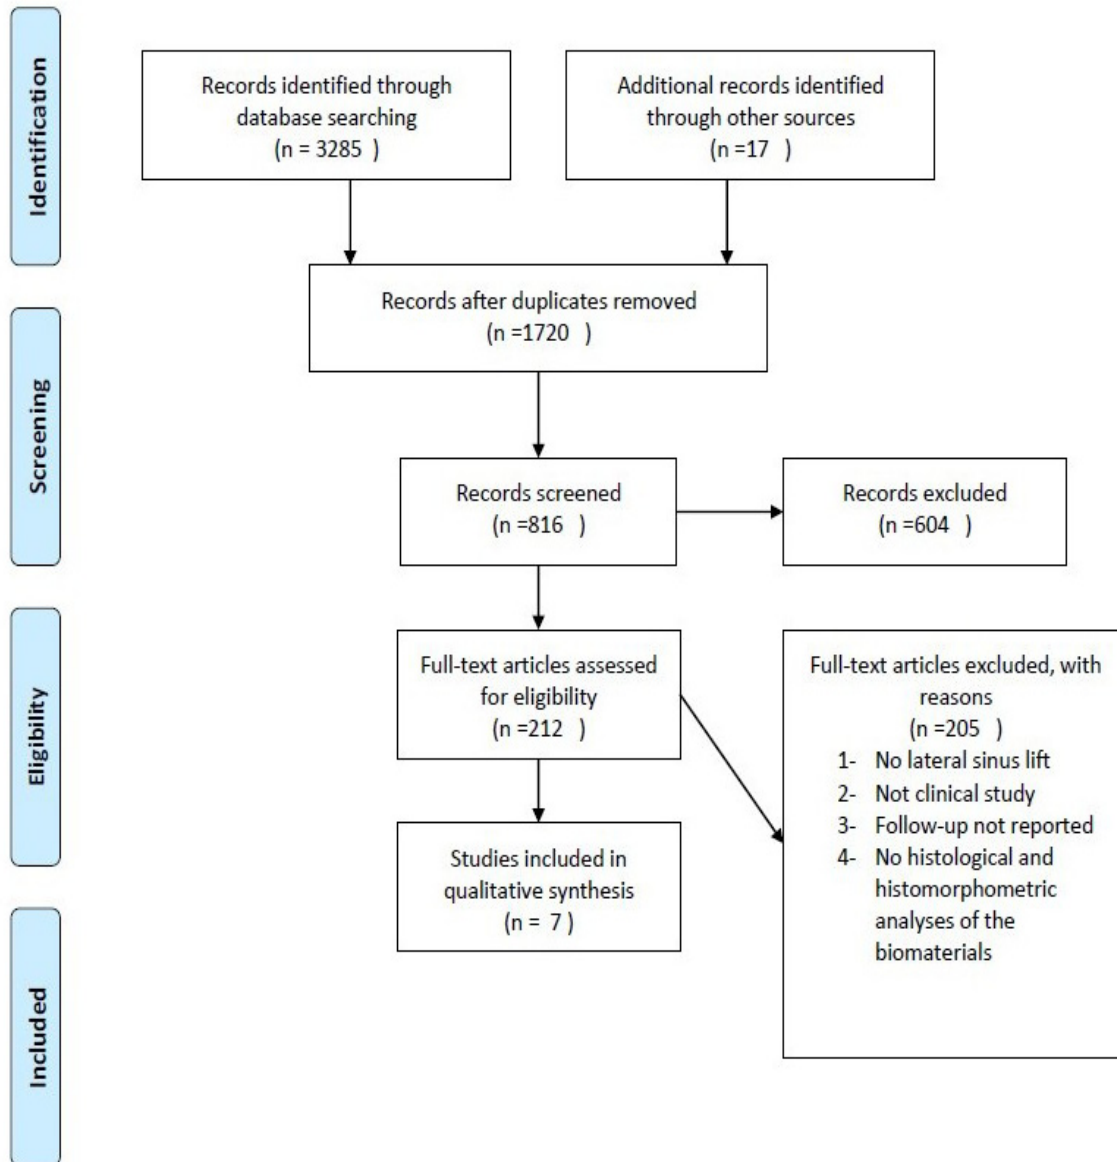 Identification
Records identified through
database searching
(n = 3285  )
Additional records identified
through other sources
(n =17   )
Records after duplicates removed
(n =1720   )
Screening
Records screened
(n =816   )
Records excluded
(n =604   )
Eligibility
Full-text articles assessed
for eligibility
(n =212   )
Full-text articles excluded, with
reasons
(n =205   )
1- No lateral sinus lift
2- Not clinical study
3- Follow-up not reported
4- No histological and
histomorphometric
analyses of the
biomaterials
Studies included in
qualitative synthesis
(n =  7 )
Included